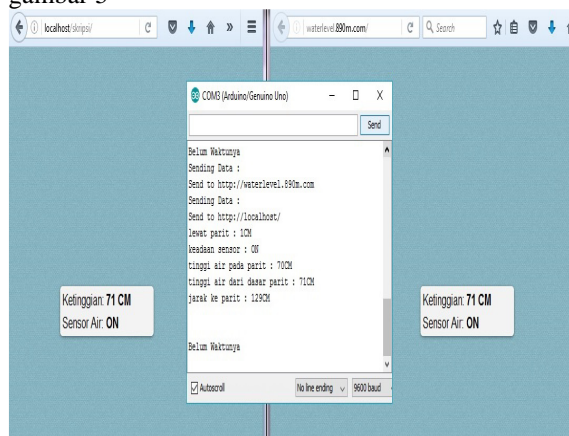 gambar 3
localhost/skripsi/
waterlevel.890m.com/
Search
COM3 (Arduino/Genuino Uno)
Send
Belum Waktunya
Sending Data :
Send to http://waterlevel.890m.com
Sending Data :
Send to http://localhost/
lewat parit : 1CM
keadaan sensor : ON
tinggi air pada parit : 70CM
tinggi air dari dasar parit : 71CM
jarak ke parit : 129CM
Belum Waktunya
Autoscroll
No line ending
9600 baud
Ketinggian: 71 CM
Sensor Air: ON
Ketinggian: 71 CM
Sensor Air: ON